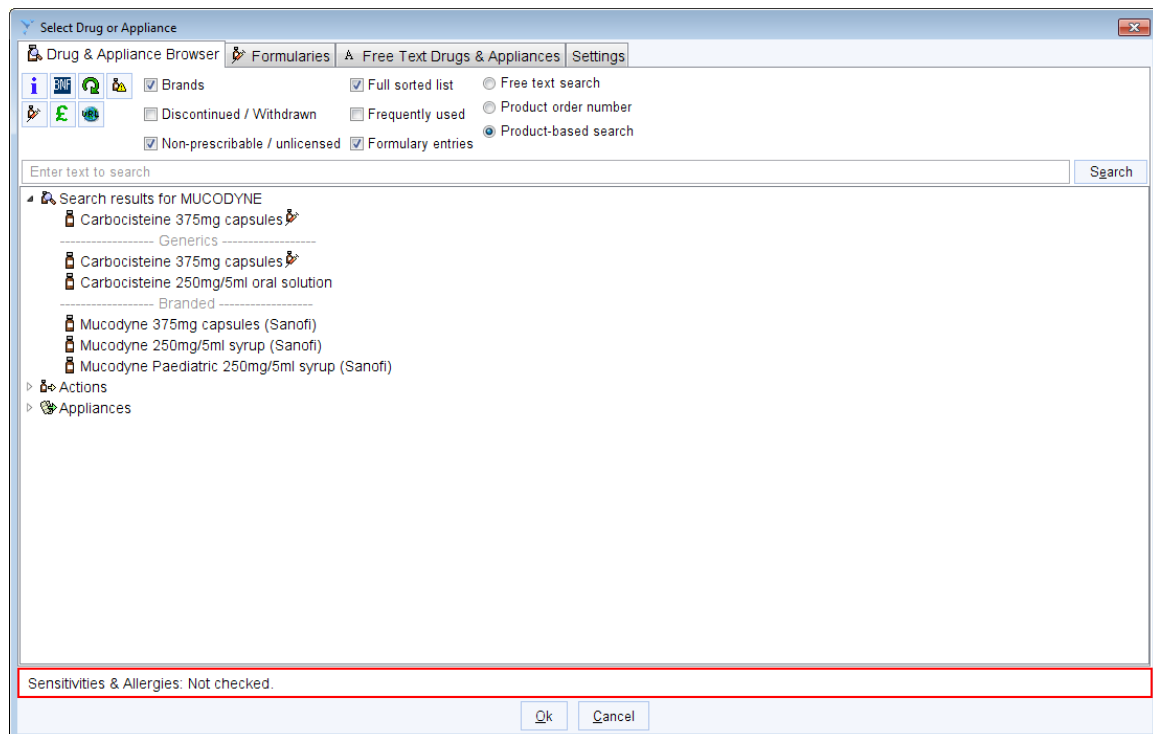 Select Drug or Appliance
Drug & Appliance Browser Formularies A Free Text Drugs & Appliances Settings
i BNF Brands Full sorted list Free text search
£ URL Discontinued / Withdrawn Frequently used Product order number
Non-prescribable / unlicensed Formulary entries Product-based search
Enter text to search Search
Search results for MUCODYNE
Carbocisteine 375mg capsules
------------------ Generics ------------------
Carbocisteine 375mg capsules
Carbocisteine 250mg/5ml oral solution
------------------ Branded ------------------
Mucodyne 375mg capsules (Sanofi)
Mucodyne 250mg/5ml syrup (Sanofi)
Mucodyne Paediatric 250mg/5ml syrup (Sanofi)
Actions
Appliances
Sensitivities & Allergies: Not checked.
Ok Cancel